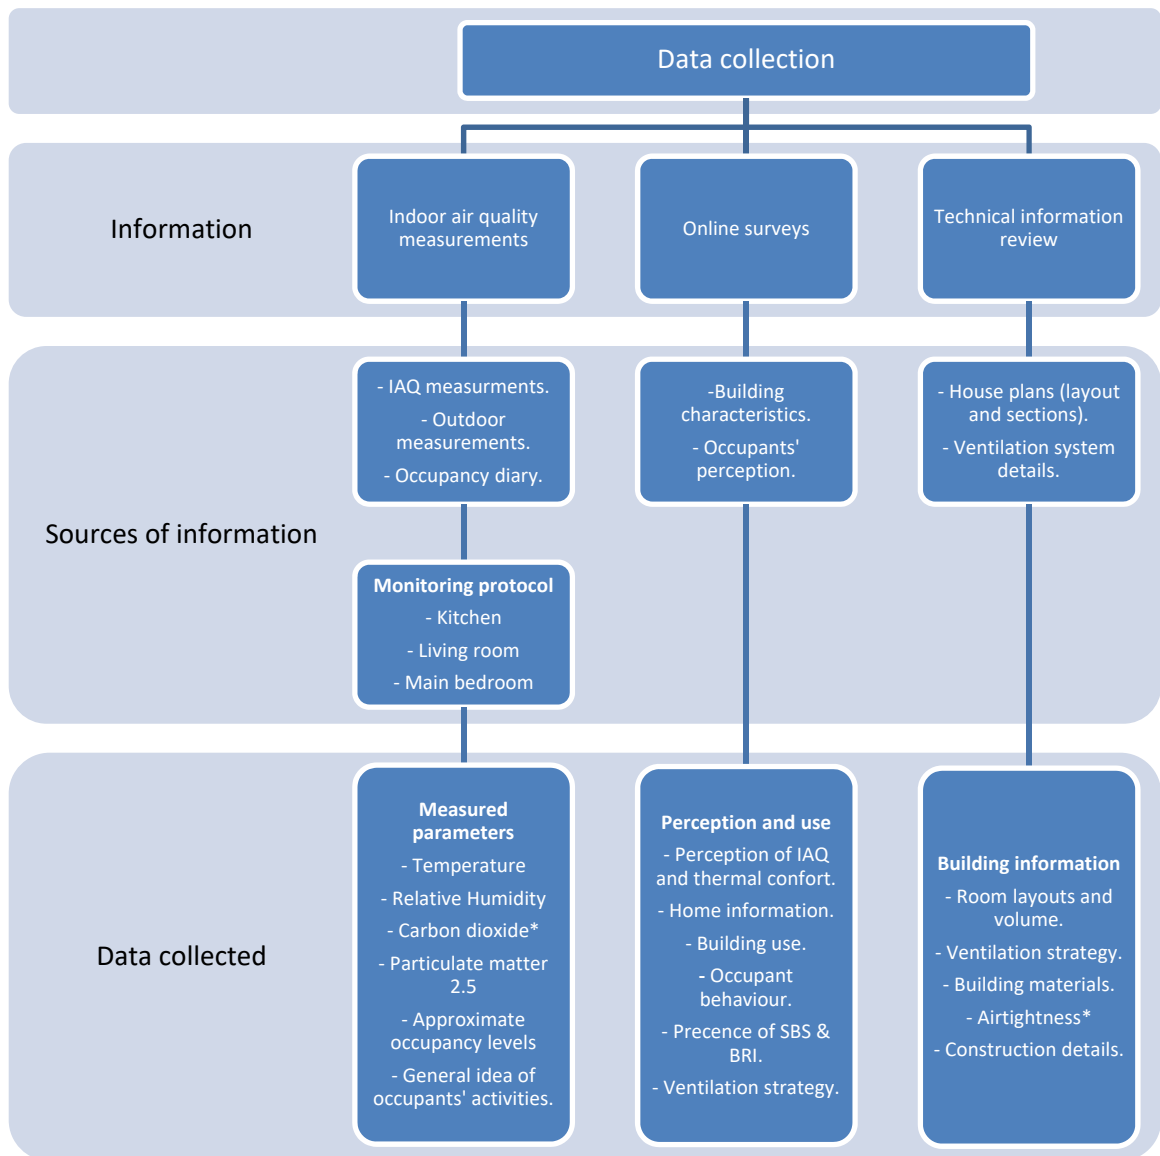 Data collection
Information
Indoor air quality
measurements
Online surveys
Technical information
review
Sources of information
- IAQ measurments.
- Outdoor
measurements.
- Occupancy diary.
-Building
characteristics.
- Occupants'
perception.
- House plans (layout
and sections).
- Ventilation system
details.
Monitoring protocol
- Kitchen
- Living room
- Main bedroom
Data collected
Measured
parameters
- Temperature
- Relative Humidity
- Carbon dioxide*
- Particulate matter
2.5
- Approximate
occupancy levels
- General idea of
occupants' activities.
Perception and use
- Perception of IAQ
and thermal confort.
- Home information.
- Building use.
- Occupant
behaviour.
- Precence of SBS &
BRI.
- Ventilation strategy.
Building information
- Room layouts and
volume.
- Ventilation strategy.
- Building materials.
- Airtightness*
- Construction details.